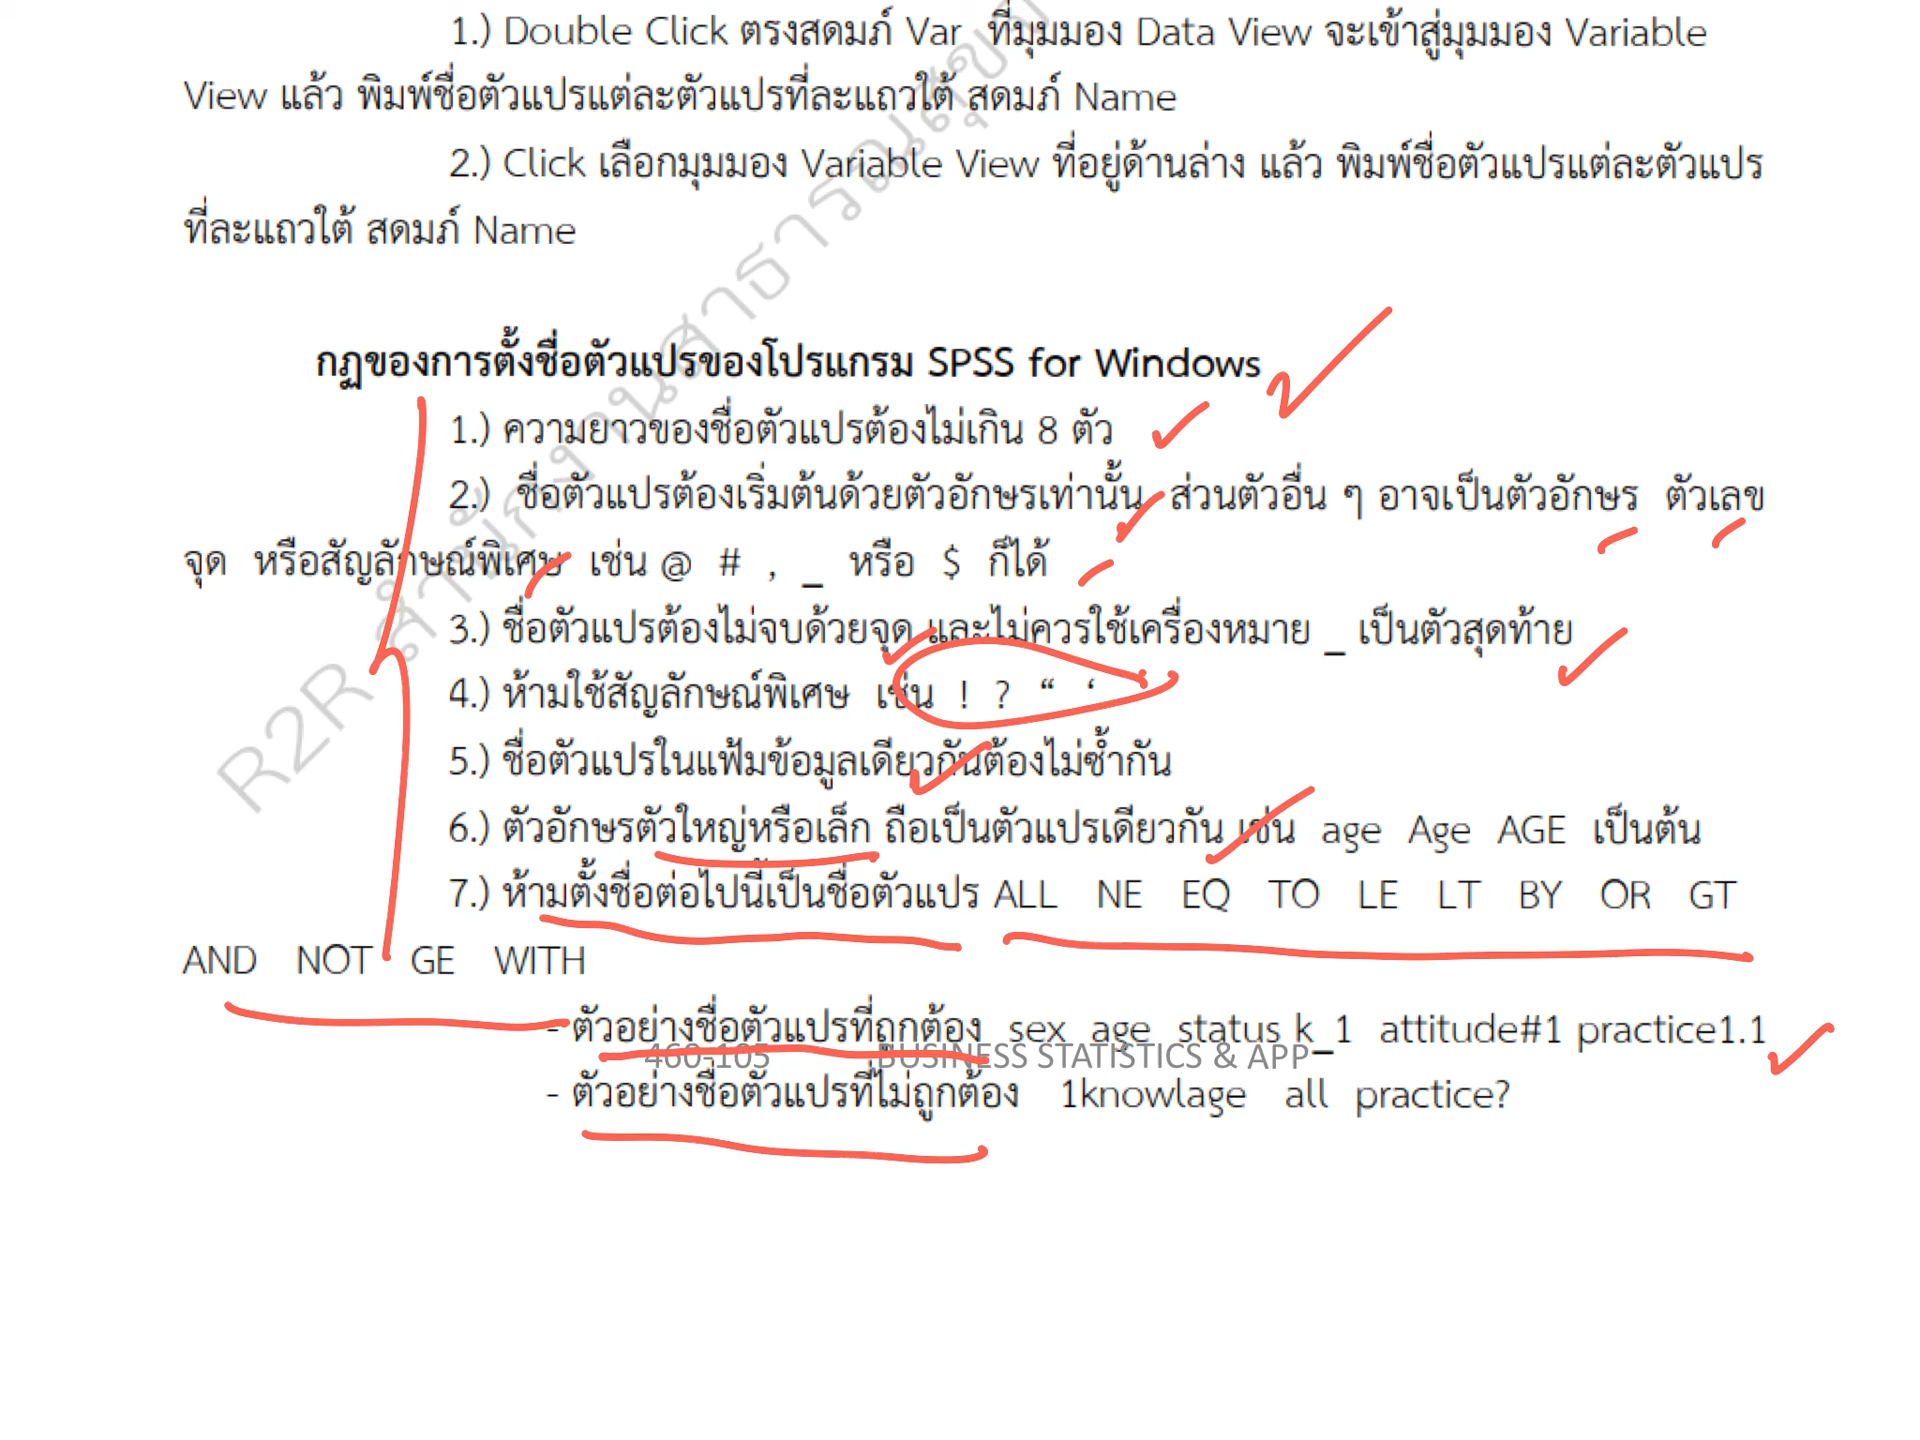 1.) Double Click ตรงสดมภ์ Var ที่มุมมอง Data View จะเข้าสู่มุมมอง Variable
View แล้ว พิมพ์ชื่อตัวแปรแต่ละตัวแปรที่ละแถวใต้ สดมภ์ Name
2.) Click เลือกมุมมอง Variable View ที่อยู่ด้านล่าง แล้ว พิมพ์ชื่อตัวแปรแต่ละตัวแปร
ที่ละแถวใต้ สดมภ์ Name
กฏของการตั้งชื่อตัวแปรของโปรแกรม SPSS for Windows
1.) ความยาวของชื่อตัวแปรต้องไม่เกิน 8 ตัว
2.) ชื่อตัวแปรต้องเริ่มต้นด้วยตัวอักษรเท่านั้น ส่วนตัวอื่น ๆ อาจเป็นตัวอักษร ตัวเลข
จุด หรือสัญลักษณ์พิเศษ เช่น @ # , _ หรือ $ ก็ได้
3.) ชื่อตัวแปรต้องไม่จบด้วยจุด และไม่ควรใช้เครื่องหมาย _ เป็นตัวสุดท้าย
4.) ห้ามใช้สัญลักษณ์พิเศษ เช่น ! ? “ ‘
5.) ชื่อตัวแปรในแฟ้มข้อมูลเดียวกันต้องไม่ซ้ำกัน
6.) ตัวอักษรตัวใหญ่หรือเล็ก ถือเป็นตัวแปรเดียวกัน เช่น age Age AGE เป็นต้น
7.) ห้ามตั้งชื่อต่อไปนี้เป็นชื่อตัวแปร ALL NE EQ TO LE LT BY OR GT
AND NOT GE WITH
- ตัวอย่างชื่อตัวแปรที่ถูกต้อง sex age status k_1 attitude#1 practice1.1
460-105 BUSINESS STATISTICS & APP
- ตัวอย่างชื่อตัวแปรที่ไม่ถูกต้อง 1knowlage all practice?
R2R สำนักงานสาธารณสุข